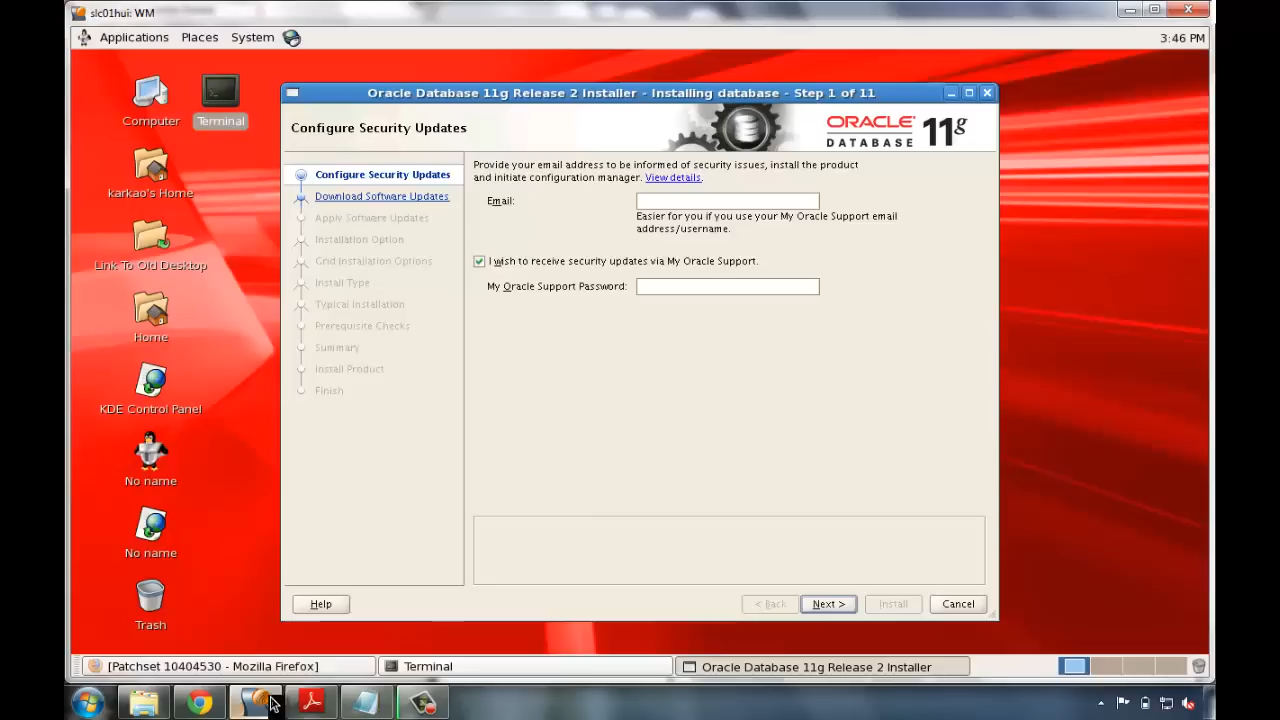 slc01hui: WM
Applications Places System 3:46 PM
Computer
Terminal
karkao's Home
Link To Old Desktop
Home
KDE Control Panel
No name
No name
Trash
Oracle Database 11g Release 2 Installer - Installing database - Step 1 of 11
Configure Security Updates
ORACLE
DATABASE 11g
Configure Security Updates
Download Software Updates
Apply Software Updates
Installation Option
Grid Installation Options
Install Type
Typical Installation
Prerequisite Checks
Summary
Install Product
Finish
Provide your email address to be informed of security issues, install the product
and initiate configuration manager. View details.
Email:
Easier for you if you use your My Oracle Support email
address/username.
I wish to receive security updates via My Oracle Support.
My Oracle Support Password:
Help < Back Next > Install Cancel
[Patchset 10404530 - Mozilla Firefox] Terminal Oracle Database 11g Release 2 Installer